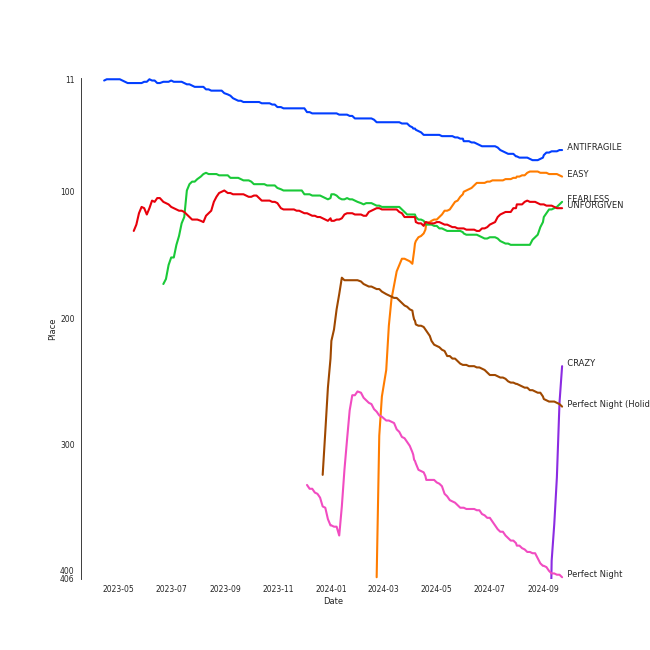 11
100
200
300
400
406
Place
2023-05
2023-07
2023-09
2023-11
2024-01
2024-03
2024-05
2024-07
2024-09
Date
ANTIFRAGILE
EASY
FEARLESS
UNFORGIVEN
CRAZY
Perfect Night (Holid
Perfect Night